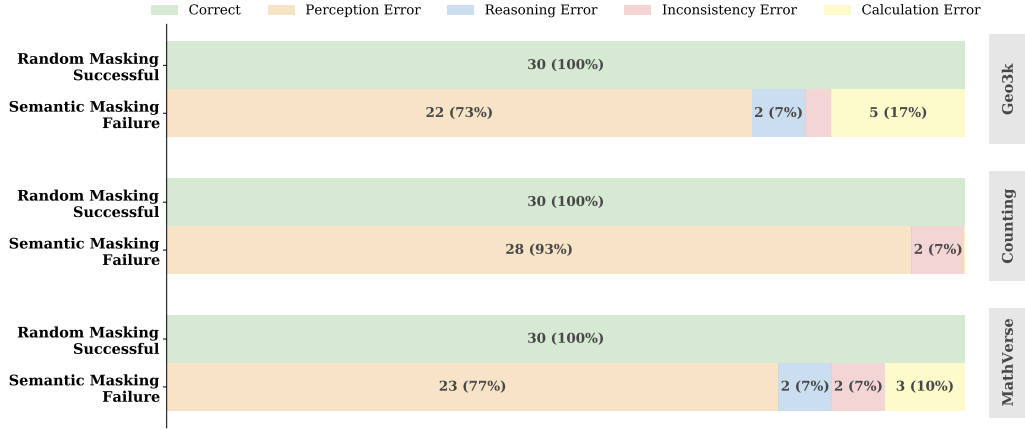 Correct Perception Error Reasoning Error Inconsistency Error Calculation Error
Random Masking
Successful
30 (100%)
Semantic Masking
Failure
22 (73%) 2 (7%) 5 (17%)
Geo3k
Random Masking
Successful
30 (100%)
Semantic Masking
Failure
28 (93%) 2 (7%)
Counting
Random Masking
Successful
30 (100%)
Semantic Masking
Failure
23 (77%) 2 (7%) 2 (7%) 3 (10%)
MathVerse